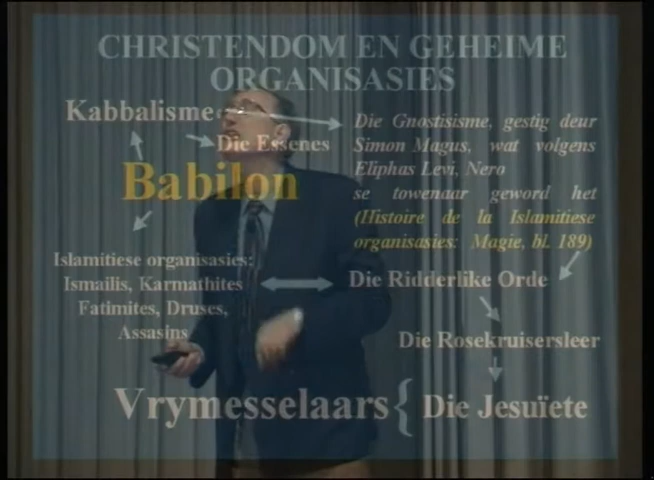 CHRISTENDOM EN GEHEIME
ORGANISASIES
Kabbalisme
Die Essenes
Die Gnostisisme, gestig deur
Simon Magus, wat volgens
Eliphas Levi, Nero
se towenaar geword het
(Histoire de la Islamitiese
organisasies: Magie, bl. 189)
Babilon
Islamitiese organisasies:
Ismailis, Karmathites
Fatimites, Druses,
Assasins
Die Ridderlike Orde
Die Rosekruisersleer
Vrymesselaars { Die Jesuïete